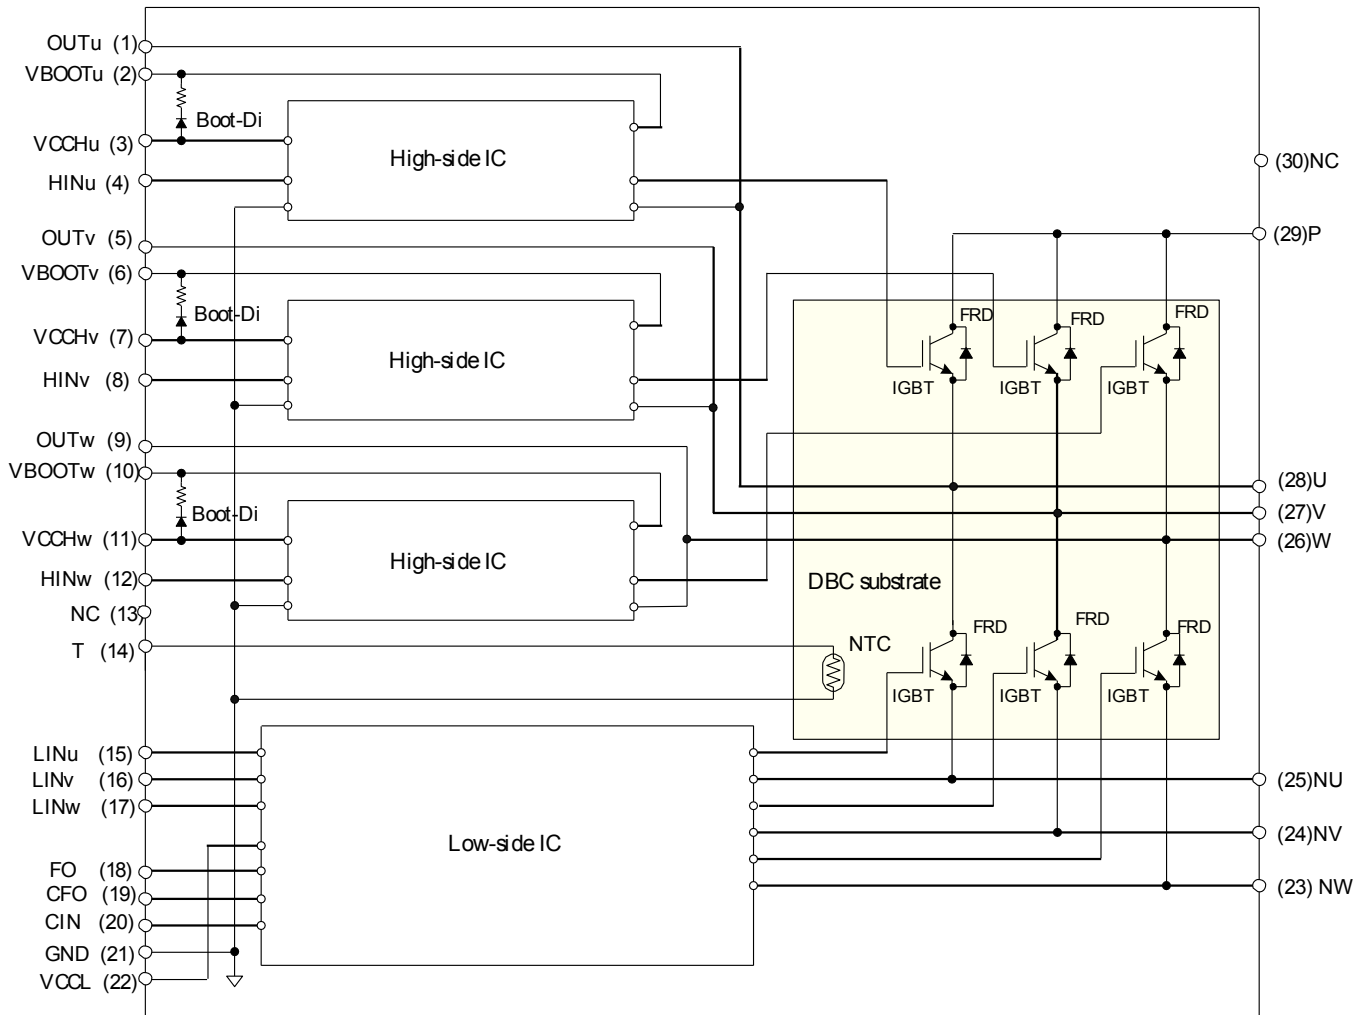 OUTu (1)
VBOOTu (2)
Boot-Di
VCCHu (3)
High-side IC
HINu (4)
(30)NC
OUTv (5)
(29)P
VBOOTv (6)
Boot-Di
VCCHv (7)
High-side IC
HINv (8)
FRD
FRD
FRD
IGBT
IGBT
IGBT
OUTw (9)
VBOOTw (10)
Boot-Di
(28)U
(27)V
VCCHw (11)
(26)W
High-side IC
HINw (12)
DBC substrate
NC (13)
T (14)
NTC
FRD
FRD
FRD
IGBT
IGBT
IGBT
LINu (15)
LINv (16)
(25)NU
LINw (17)
Low-side IC
(24)NV
FO (18)
CFO (19)
(23) NW
CIN (20)
GND (21)
VCCL (22)